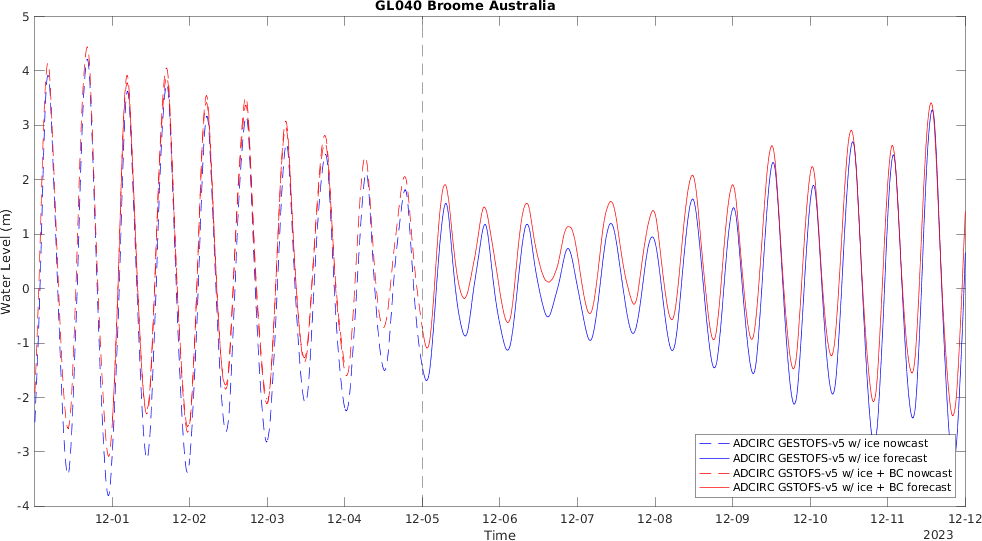 GL040 Broome Australia
5
4
3
2
1
0
-1
-2
-3
-4
Water Level (m)
ADCIRC GESTOFS-v5 w/ ice nowcast
ADCIRC GESTOFS-v5 w/ ice forecast
ADCIRC GSTOFS-v5 w/ ice + BC nowcast
ADCIRC GSTOFS-v5 w/ ice + BC forecast
12-01 12-02 12-03 12-04 12-05 12-06 12-07 12-08 12-09 12-10 12-11 12-12
Time
2023